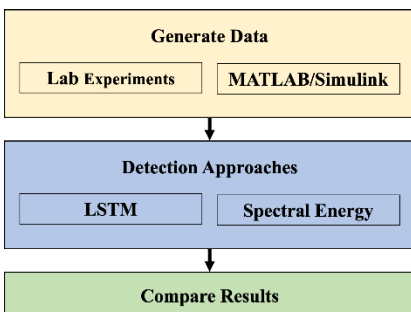 Generate Data
Lab Experiments
MATLAB/Simulink
Detection Approaches
LSTM
Spectral Energy
Compare Results